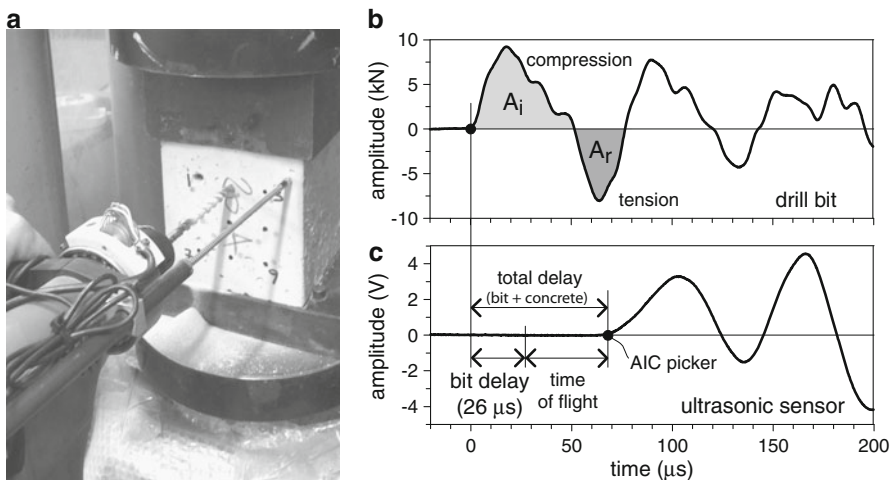 a
b
10
5
0
-5
-10
amplitude (kN)
compression
Ai
Ar
tension
drill bit
c
4
2
0
-2
-4
amplitude (V)
total delay
(bit + concrete)
AIC picker
bit delay
(26 µs)
time
of flight
ultrasonic sensor
0
50
100
150
200
time (µs)